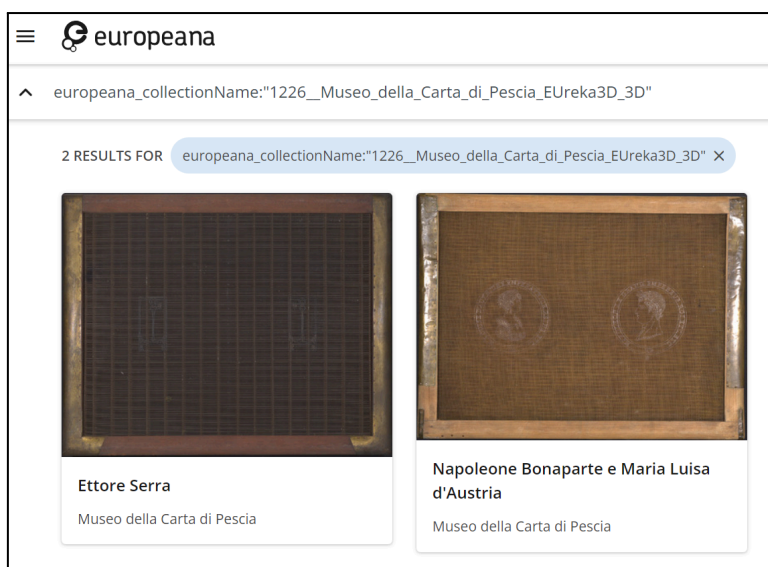 europeana
europeana_collectionName:"1226__Museo_della_Carta_di_Pescia_EUreka3D_3D"
2 RESULTS FOR europeana_collectionName:"1226__Museo_della_Carta_di_Pescia_EUreka3D_3D" ×
Ettore Serra
Museo della Carta di Pescia
Napoleone Bonaparte e Maria Luisa
d'Austria
Museo della Carta di Pescia